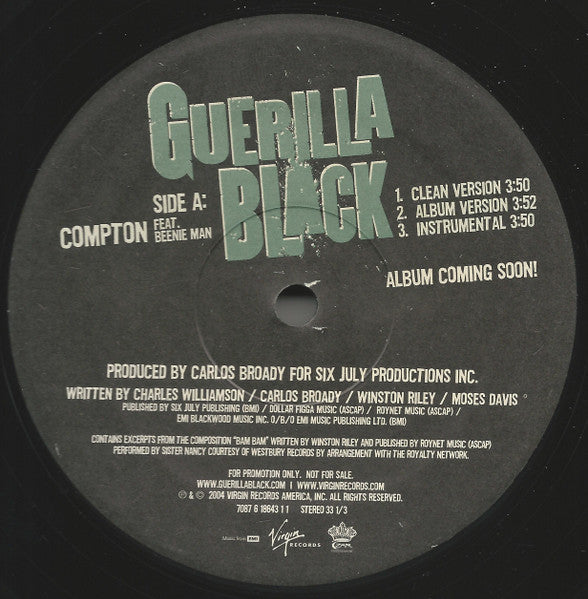 GUERILLA
BLACK
SIDE A:
COMPTON FEAT.
BEENIE MAN
1. CLEAN VERSION 3:50
2. ALBUM VERSION 3:52
3. INSTRUMENTAL 3:50
ALBUM COMING SOON!
PRODUCED BY CARLOS BROADY FOR SIX JULY PRODUCTIONS INC.
WRITTEN BY CHARLES WILLIAMSON / CARLOS BROADY / WINSTON RILEY / MOSES DAVIS
PUBLISHED BY SIX JULY PUBLISHING (BMI) / DOLLAR FIGGA MUSIC (ASCAP) / ROYNET MUSIC (ASCAP) /
EMI BLACKWOOD MUSIC INC. O/B/O EMI MUSIC PUBLISHING LTD. (BMI)
CONTAINS EXCERPTS FROM THE COMPOSITION "BAM BAM" WRITTEN BY WINSTON RILEY AND PUBLISHED BY ROYNET MUSIC (ASCAP)
PERFORMED BY SISTER NANCY COURTESY OF WESTBURY RECORDS BY ARRANGEMENT WITH THE ROYALTY NETWORK.
FOR PROMOTION ONLY. NOT FOR SALE.
WWW.GUERILLABLACK.COM | WWW.VIRGINRECORDS.COM
℗ & © 2004 VIRGIN RECORDS AMERICA, INC. ALL RIGHTS RESERVED.
7087 6 18643 1 1 STEREO 33 1/3
Music from EMI
Virgin
RECORDS